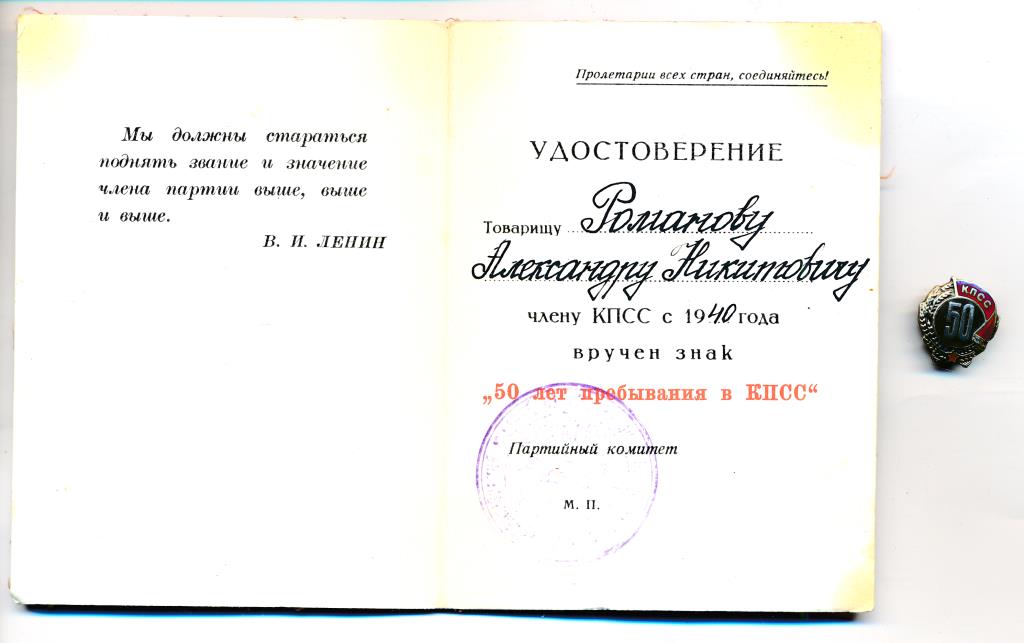 Мы должны стараться
поднять звание и значение
члена партии выше, выше
и выше.
В. И. ЛЕНИН
Пролетарии всех стран, соединяйтесь!
УДОСТОВЕРЕНИЕ
Товарищу Романову
Александру Никитовичу
члену КПСС с 1940 года
вручен знак
„50 лет пребывания в КПСС“
Партийный комитет
М. П.
КПСС
50